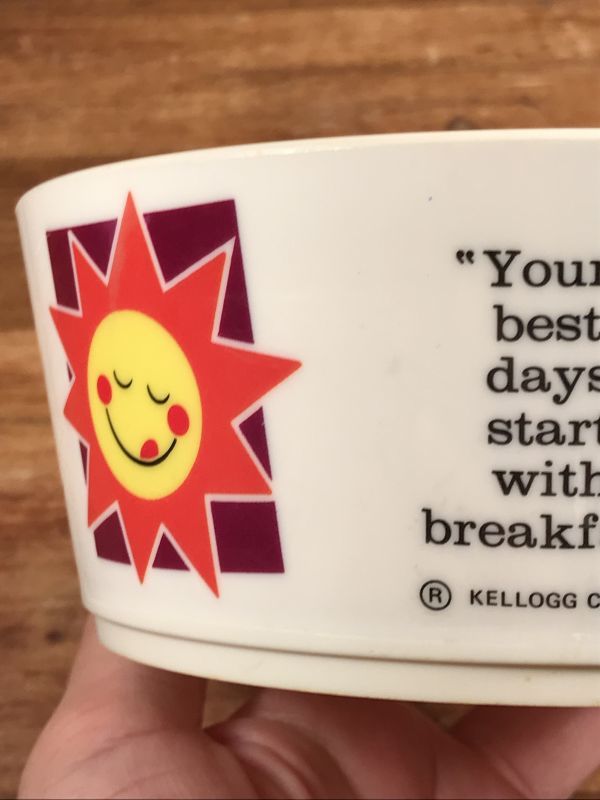 “Your
best
days
start
with
breakf
® KELLOGG C